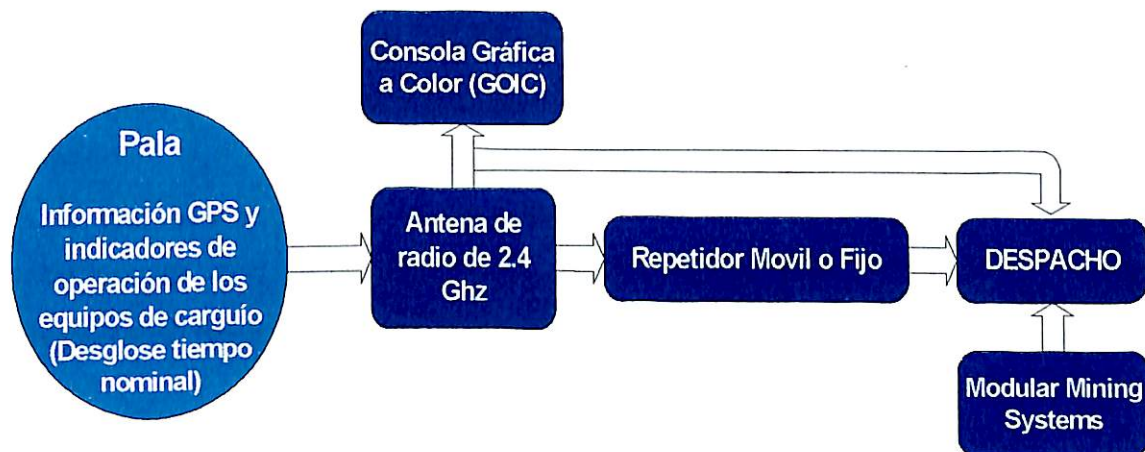 Consola Gráfica
a Color (GOIC)
Pala
Información GPS y
indicadores de
operación de los
equipos de carguío
(Desglose tiempo
nominal)
Antena de
radio de 2.4
Ghz
Repetidor Movil o Fijo
DESPACHO
Modular Mining
Systems